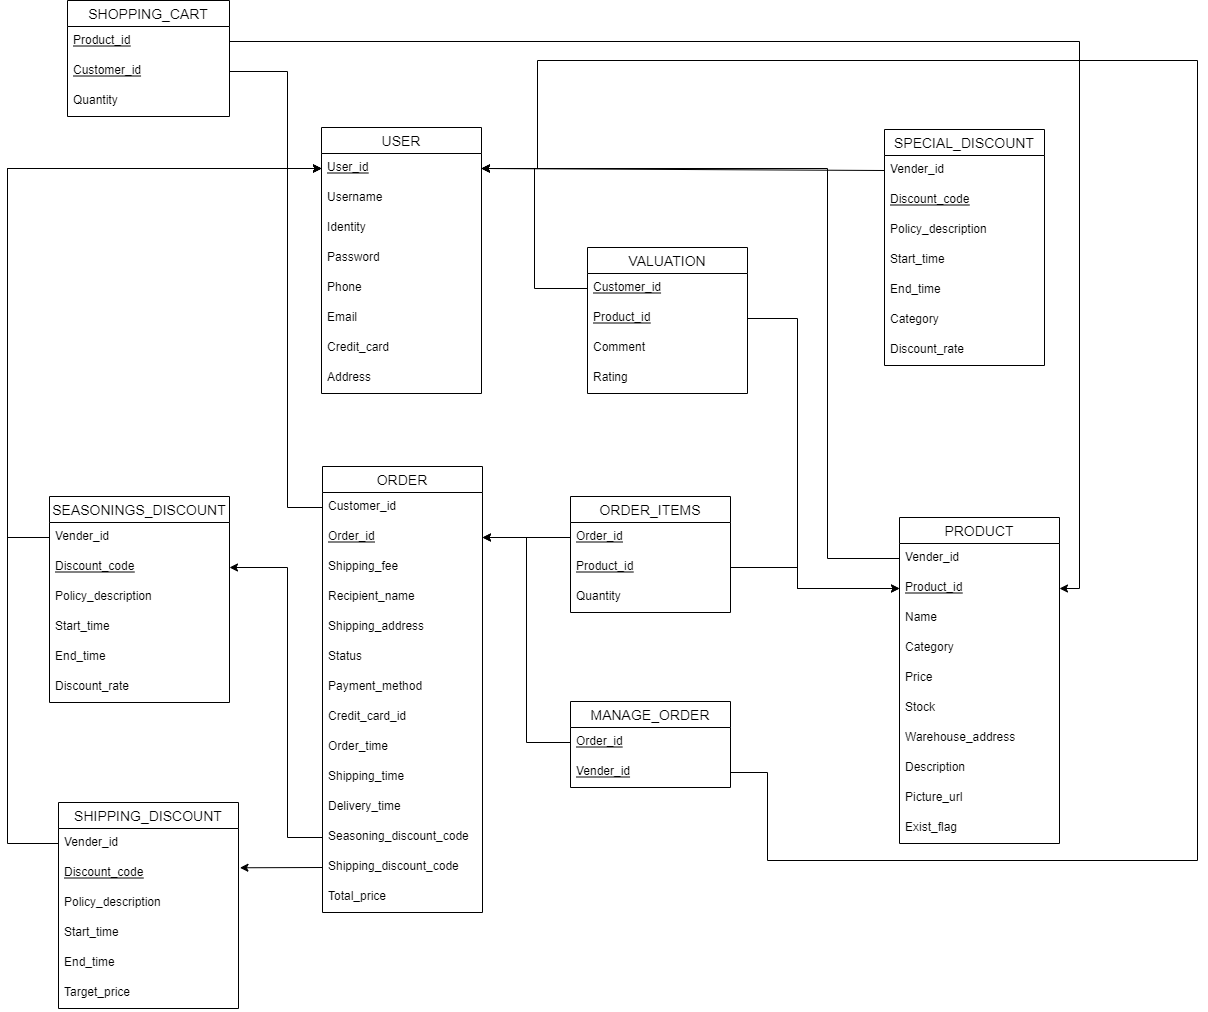 SHOPPING_CART
Product_id
Customer_id
Quantity
USER
User_id
Username
Identity
Password
Phone
Email
Credit_card
Address
SPECIAL_DISCOUNT
Vender_id
Discount_code
Policy_description
Start_time
End_time
Category
Discount_rate
VALUATION
Customer_id
Product_id
Comment
Rating
SEASONINGS_DISCOUNT
Vender_id
Discount_code
Policy_description
Start_time
End_time
Discount_rate
ORDER
Customer_id
Order_id
Shipping_fee
Recipient_name
Shipping_address
Status
Payment_method
Credit_card_id
Order_time
Shipping_time
Delivery_time
Seasoning_discount_code
Shipping_discount_code
Total_price
ORDER_ITEMS
Order_id
Product_id
Quantity
PRODUCT
Vender_id
Product_id
Name
Category
Price
Stock
Warehouse_address
Description
Picture_url
Exist_flag
MANAGE_ORDER
Order_id
Vender_id
SHIPPING_DISCOUNT
Vender_id
Discount_code
Policy_description
Start_time
End_time
Target_price